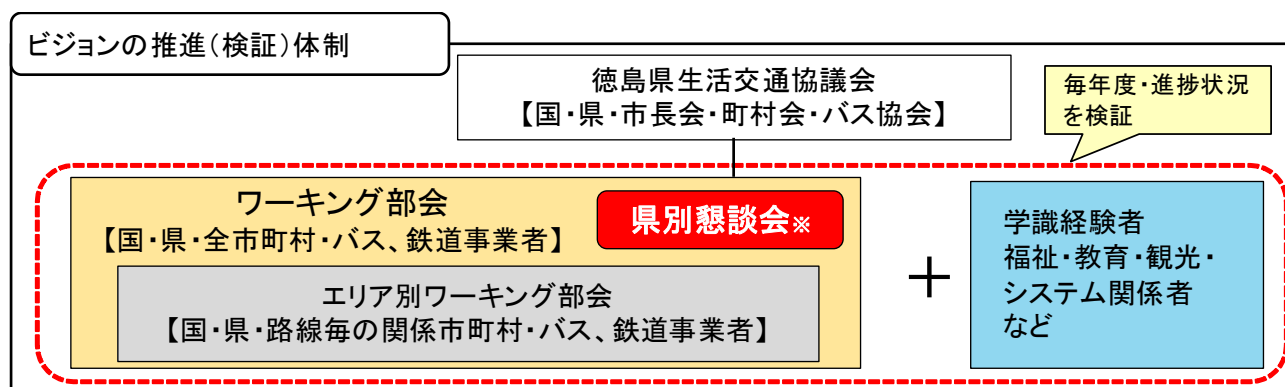 ビジョンの推進(検証)体制
徳島県生活交通協議会
【国・県・市長会・町村会・バス協会】
毎年度・進捗状況
を検証
ワーキング部会
【国・県・全市町村・バス、鉄道事業者】
県別懇談会※
エリア別ワーキング部会
【国・県・路線毎の関係市町村・バス、鉄道事業者】
＋
学識経験者
福祉・教育・観光・
システム関係者
など